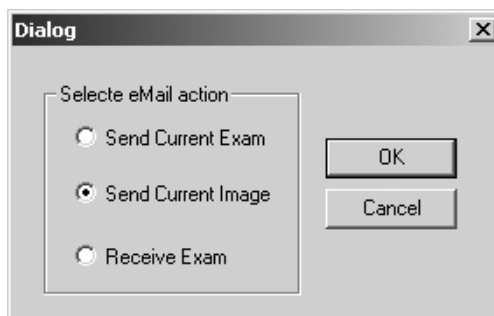 Dialog
Selecte eMail action
Send Current Exam
Send Current Image
Receive Exam
OK
Cancel